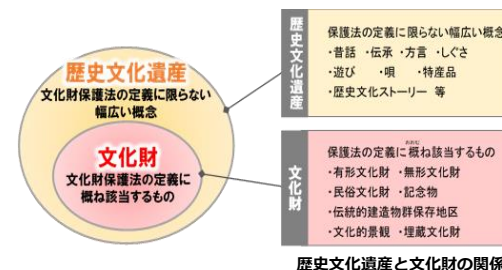 歴史文化遺産
文化財保護法の定義に限らない
幅広い概念
文化財
文化財保護法の定義に
概ね該当するもの
歴史文化遺産
保護法の定義に限らない幅広い概念
・昔話 ・伝承 ・方言 ・しぐさ
・遊び ・唄 ・特産品
・歴史文化ストーリー 等
文化財
保護法の定義に概ね該当するもの
・有形文化財 ・無形文化財
・民俗文化財 ・記念物
・伝統的建造物群保存地区
・文化的景観 ・埋蔵文化財
歴史文化遺産と文化財の関係